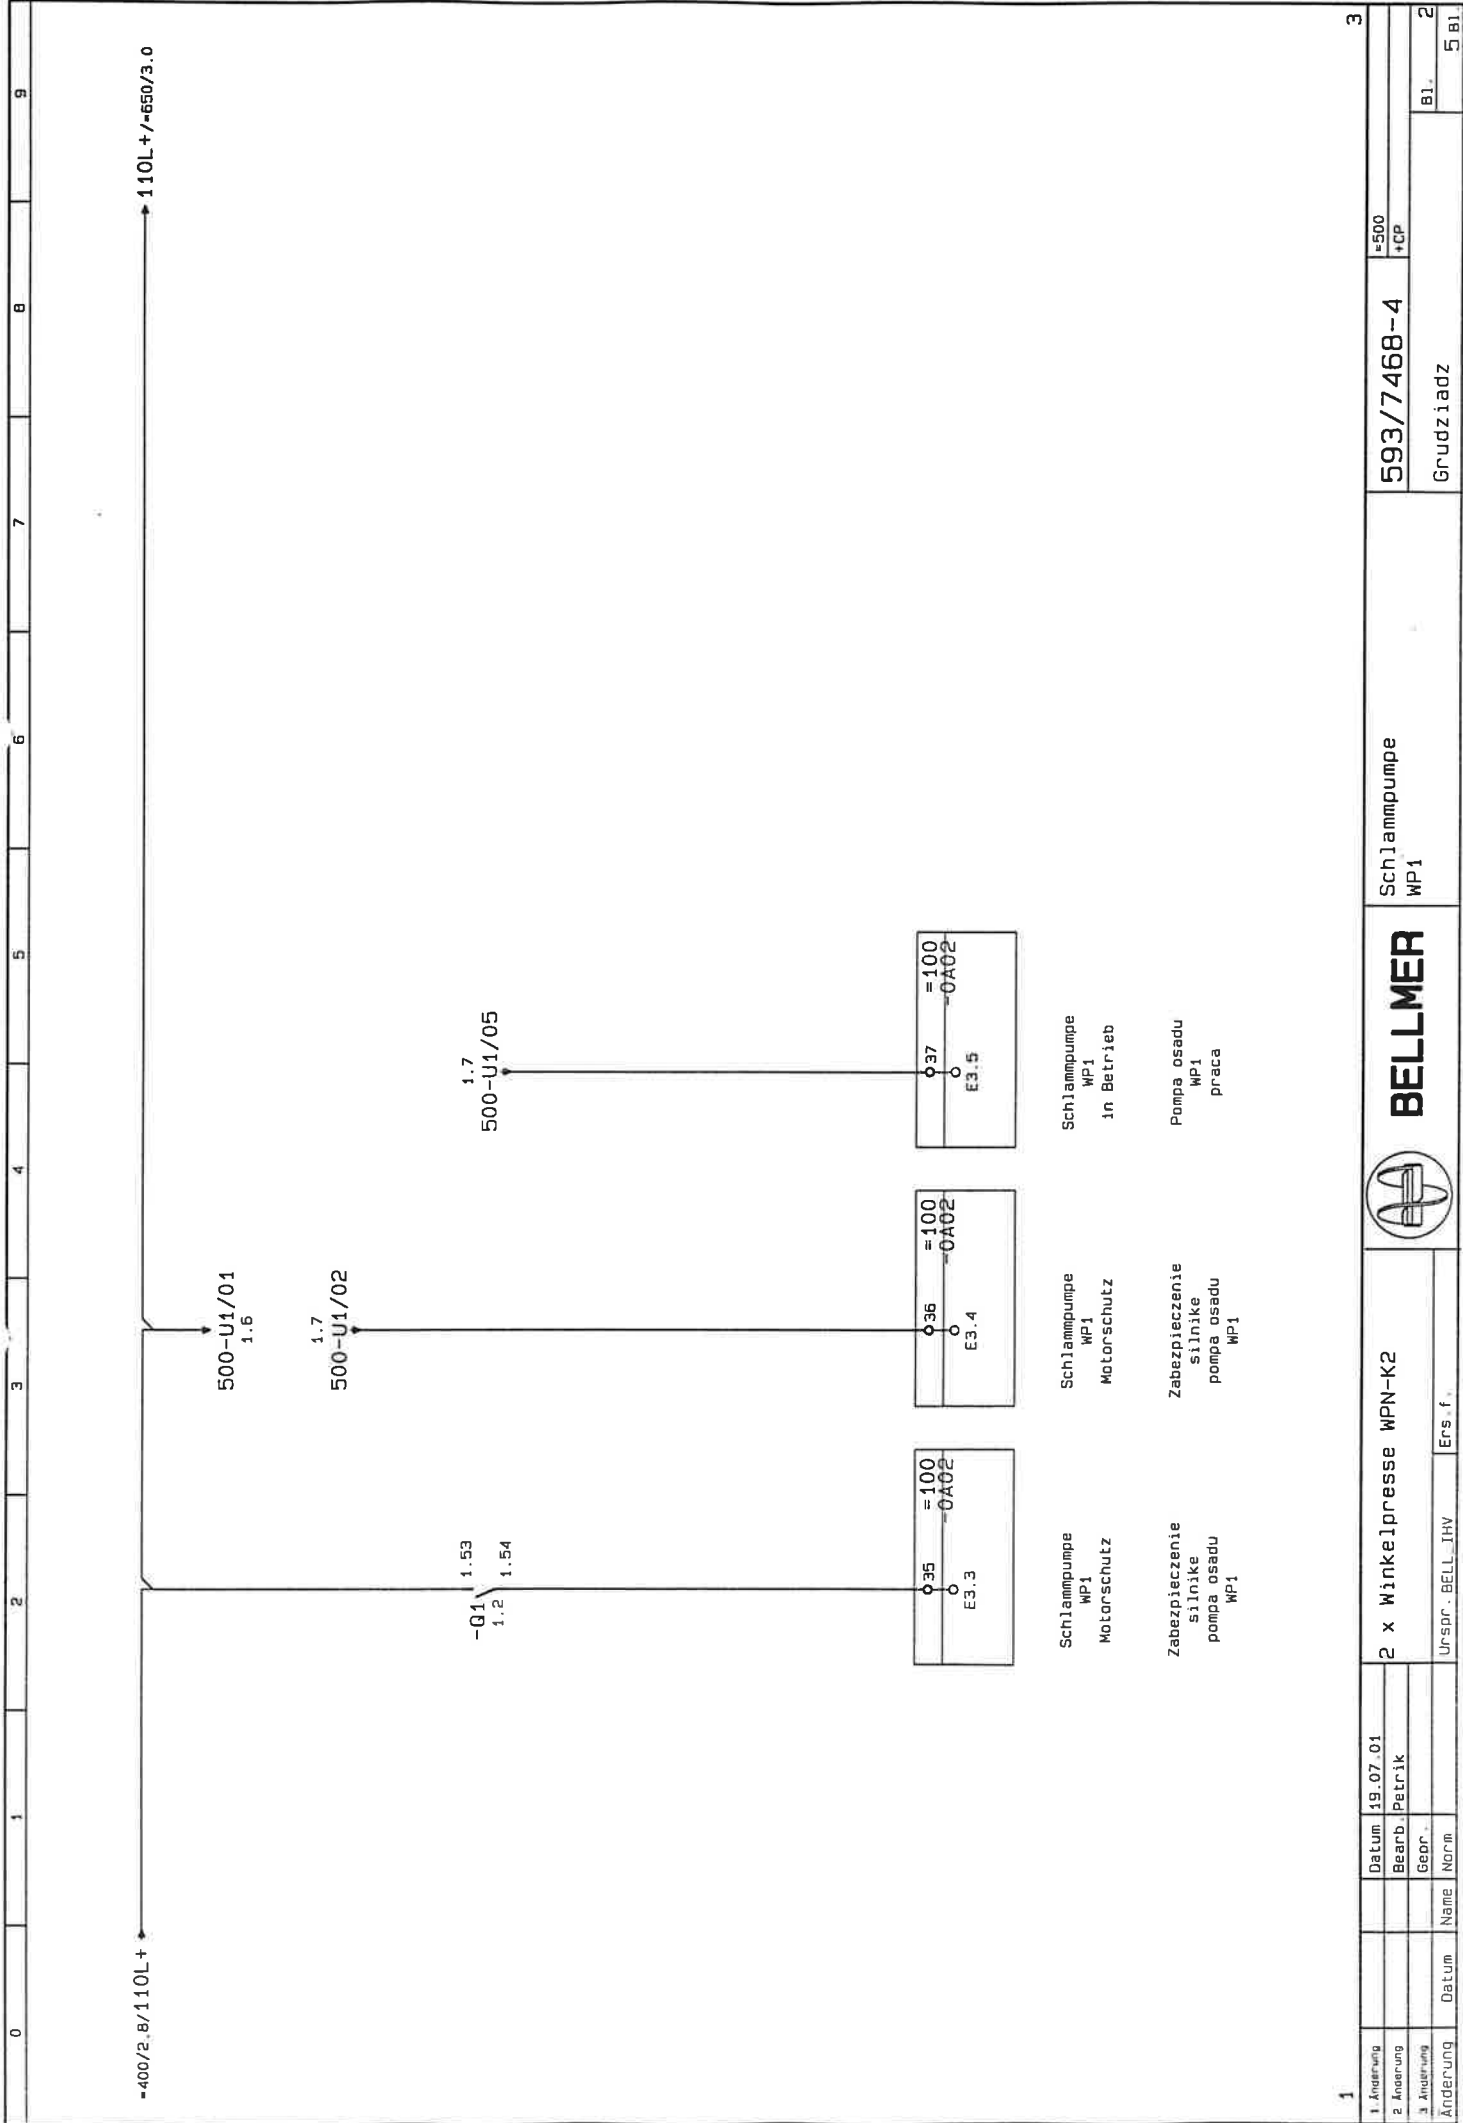 0 1 2 3 4 5 6 7 8 9
=400/2.8/110L+
110L+/=650/3.0
500-U1/01
1.6
1.7
500-U1/02
1.7
500-U1/05
-Q1
1.2
1.53
1.54
35
=100
-0A02
E3.3
36
=100
-0A02
E3.4
37
=100
-0A02
E3.5
Schlammpumpe
WP1
Motorschutz
Zabezpieczenie
silnike
pompa osadu
WP1
Schlammpumpe
WP1
Motorschutz
Zabezpieczenie
silnike
pompa osadu
WP1
Schlammpumpe
WP1
in Betrieb
Pompa osadu
WP1
praca
1
3
1. Änderung
2. Änderung
3. Änderung
Änderung Datum Name Norm
Datum 19.07.01
Bearb. Petrik
Gepr.
2 x Winkelpresse WPN-K2
Urspr. BELL_IHV
Ers.f.
BELLMER
Schlammpumpe
WP1
593/7468-4
=500
+CP
Grudziadz
Bl. 2
5 Bl.